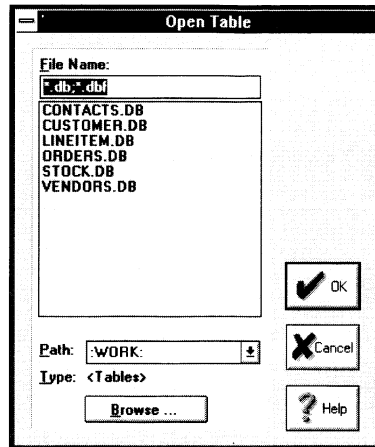 Open Table
File Name:
*.db;*.dbf
CONTACTS.DB
CUSTOMER.DB
LINEITEM.DB
ORDERS.DB
STOCK.DB
VENDORS.DB
OK
Path: :WORK:
Cancel
Type: <Tables>
Browse ...
Help